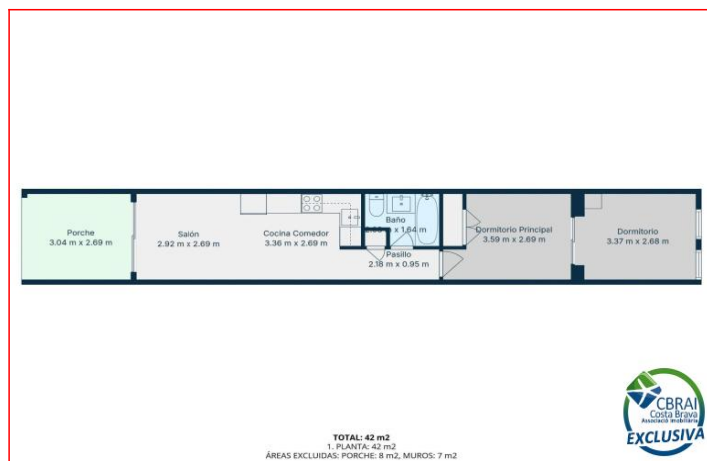 Porche
3.04 m x 2.69 m
Salón
2.92 m x 2.69 m
Cocina Comedor
3.36 m x 2.69 m
Baño
m x 1.64 m
Pasillo
2.18 m x 0.95 m
Dormitorio Principal
3.59 m x 2.69 m
Dormitorio
3.37 m x 2.68 m
TOTAL: 42 m2
1. PLANTA: 42 m2
ÁREAS EXCLUIDAS: PORCHE: 8 m2, MUROS: 7 m2
CBRAI
Costa Brava
Associació Imobiliària
EXCLUSIVA